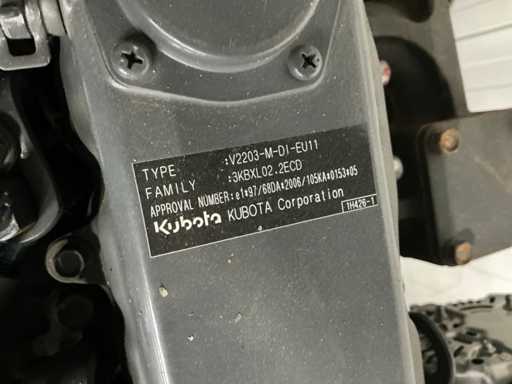 TYPE :V2203-M-DI-EU11
FAMILY :3KBXL02.2ECD
APPROVAL NUMBER:e1*97/68DA*2006/105KA*0153*05
Kubota KUBOTA Corporation 1H426-1